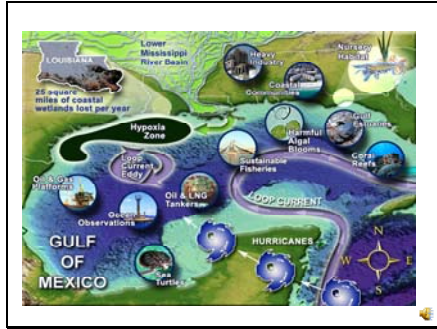 LOUISIANA
25 square
miles of coastal
wetlands lost per year
Lower
Mississippi
River Basin
Heavy
Industry
Nursery
Habitat
Coastal
Communities
Hypoxia
Zone
Harmful
Algal
Blooms
Gulf
Estuaries
Loop
Current
Eddy
Sustainable
Fisheries
Coral
Reefs
Oil & Gas
Platforms
Oil & LNG
Tankers
Ocean
Observations
LOOP CURRENT
GULF
OF
MEXICO
HURRICANES
Sea
Turtles
N
W
E
S